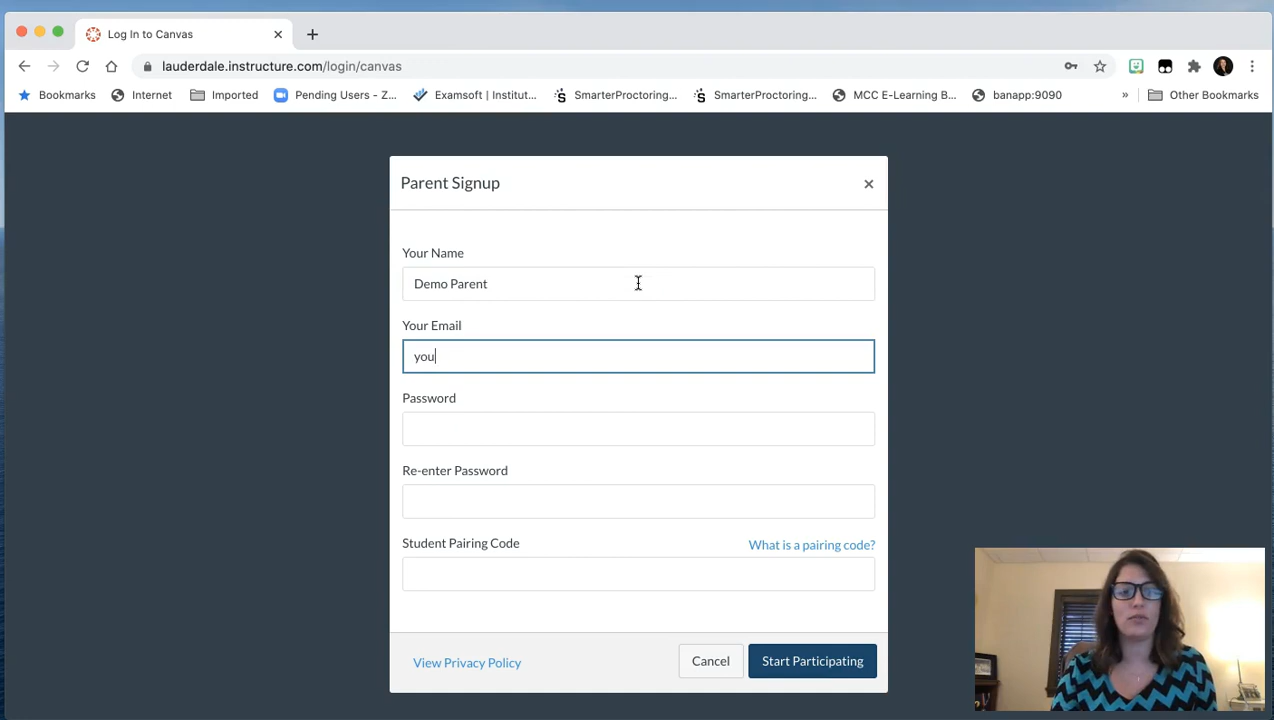 Log In to Canvas
lauderdale.instructure.com/login/canvas
Bookmarks Internet Imported Pending Users - Z... Examsoft | Institut... SmarterProctoring... SmarterProctoring... MCC E-Learning B... banapp:9090 » Other Bookmarks
Parent Signup
Your Name
Demo Parent
Your Email
you
Password
Re-enter Password
Student Pairing Code What is a pairing code?
View Privacy Policy Cancel Start Participating